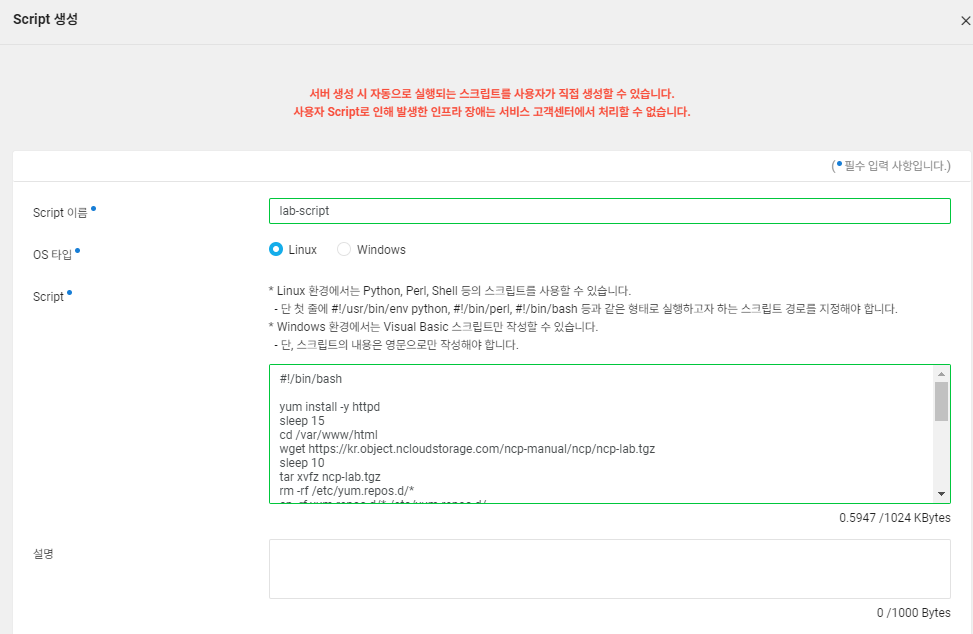 Script 생성
서버 생성 시 자동으로 실행되는 스크립트를 사용자가 직접 생성할 수 있습니다.
사용자 Script로 인해 발생한 인프라 장애는 서비스 고객센터에서 처리할 수 없습니다.
(•필수 입력 사항입니다.)
Script 이름•
lab-script
OS 타입•
Linux Windows
Script•
* Linux 환경에서는 Python, Perl, Shell 등의 스크립트를 사용할 수 있습니다.
- 단 첫 줄에 #!/usr/bin/env python, #!/bin/perl, #!/bin/bash 등과 같은 형태로 실행하고자 하는 스크립트 경로를 지정해야 합니다.
* Windows 환경에서는 Visual Basic 스크립트만 작성할 수 있습니다.
- 단, 스크립트의 내용은 영문으로만 작성해야 합니다.
#!/bin/bash
yum install -y httpd
sleep 15
cd /var/www/html
wget https://kr.object.ncloudstorage.com/ncp-manual/ncp/ncp-lab.tgz
sleep 10
tar xvfz ncp-lab.tgz
rm -rf /etc/yum.repos.d/*
0.5947 /1024 KBytes
설명
0 /1000 Bytes